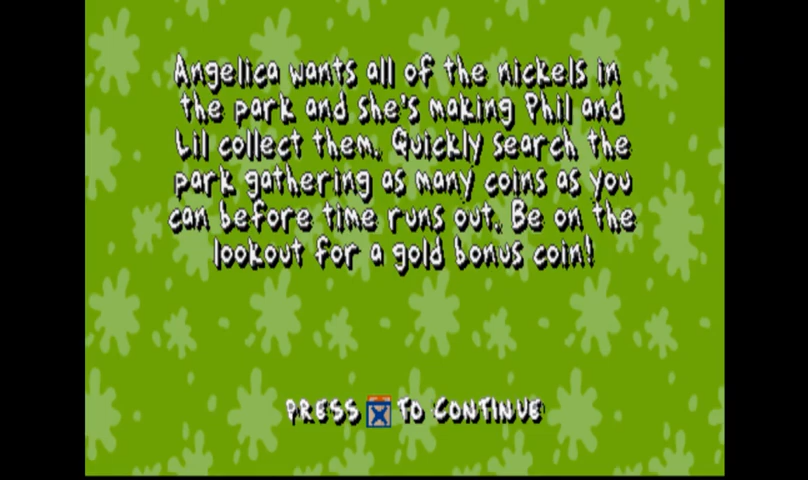 Angelica wants all of the nickels in
the park and she's making Phil and
Lil collect them. Quickly search the
park gathering as many coins as you
can before time runs out. Be on the
lookout for a gold bonus coin!
PRESS X TO CONTINUE